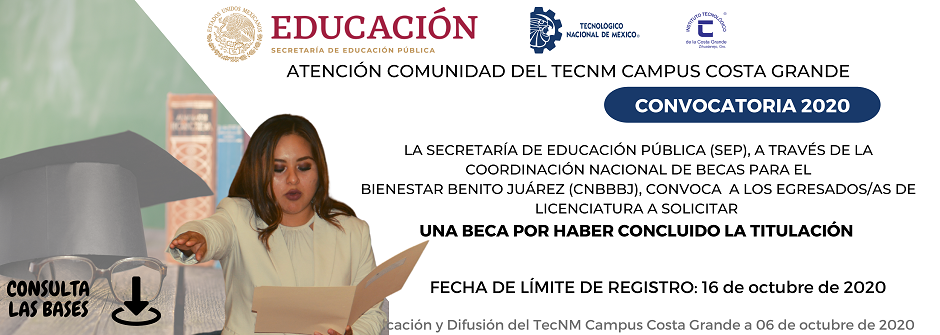 EDUCACIÓN
SECRETARÍA DE EDUCACIÓN PÚBLICA
ESTADOS UNIDOS MEXICANOS
TECNOLÓGICO
NACIONAL DE MÉXICO®
INSTITUTO TECNOLÓGICO
de la Costa Grande
ATENCIÓN COMUNIDAD DEL TECNM CAMPUS COSTA GRANDE
CONVOCATORIA 2020
LA SECRETARÍA DE EDUCACIÓN PÚBLICA (SEP), A TRAVÉS DE LA
COORDINACIÓN NACIONAL DE BECAS PARA EL
BIENESTAR BENITO JUÁREZ (CNBBBJ), CONVOCA A LOS EGRESADOS/AS DE
LICENCIATURA A SOLICITAR
UNA BECA POR HABER CONCLUIDO LA TITULACIÓN
FECHA DE LÍMITE DE REGISTRO: 16 de octubre de 2020
CONSULTA
LAS BASES
cación y Difusión del TecNM Campus Costa Grande a 06 de octubre de 2020